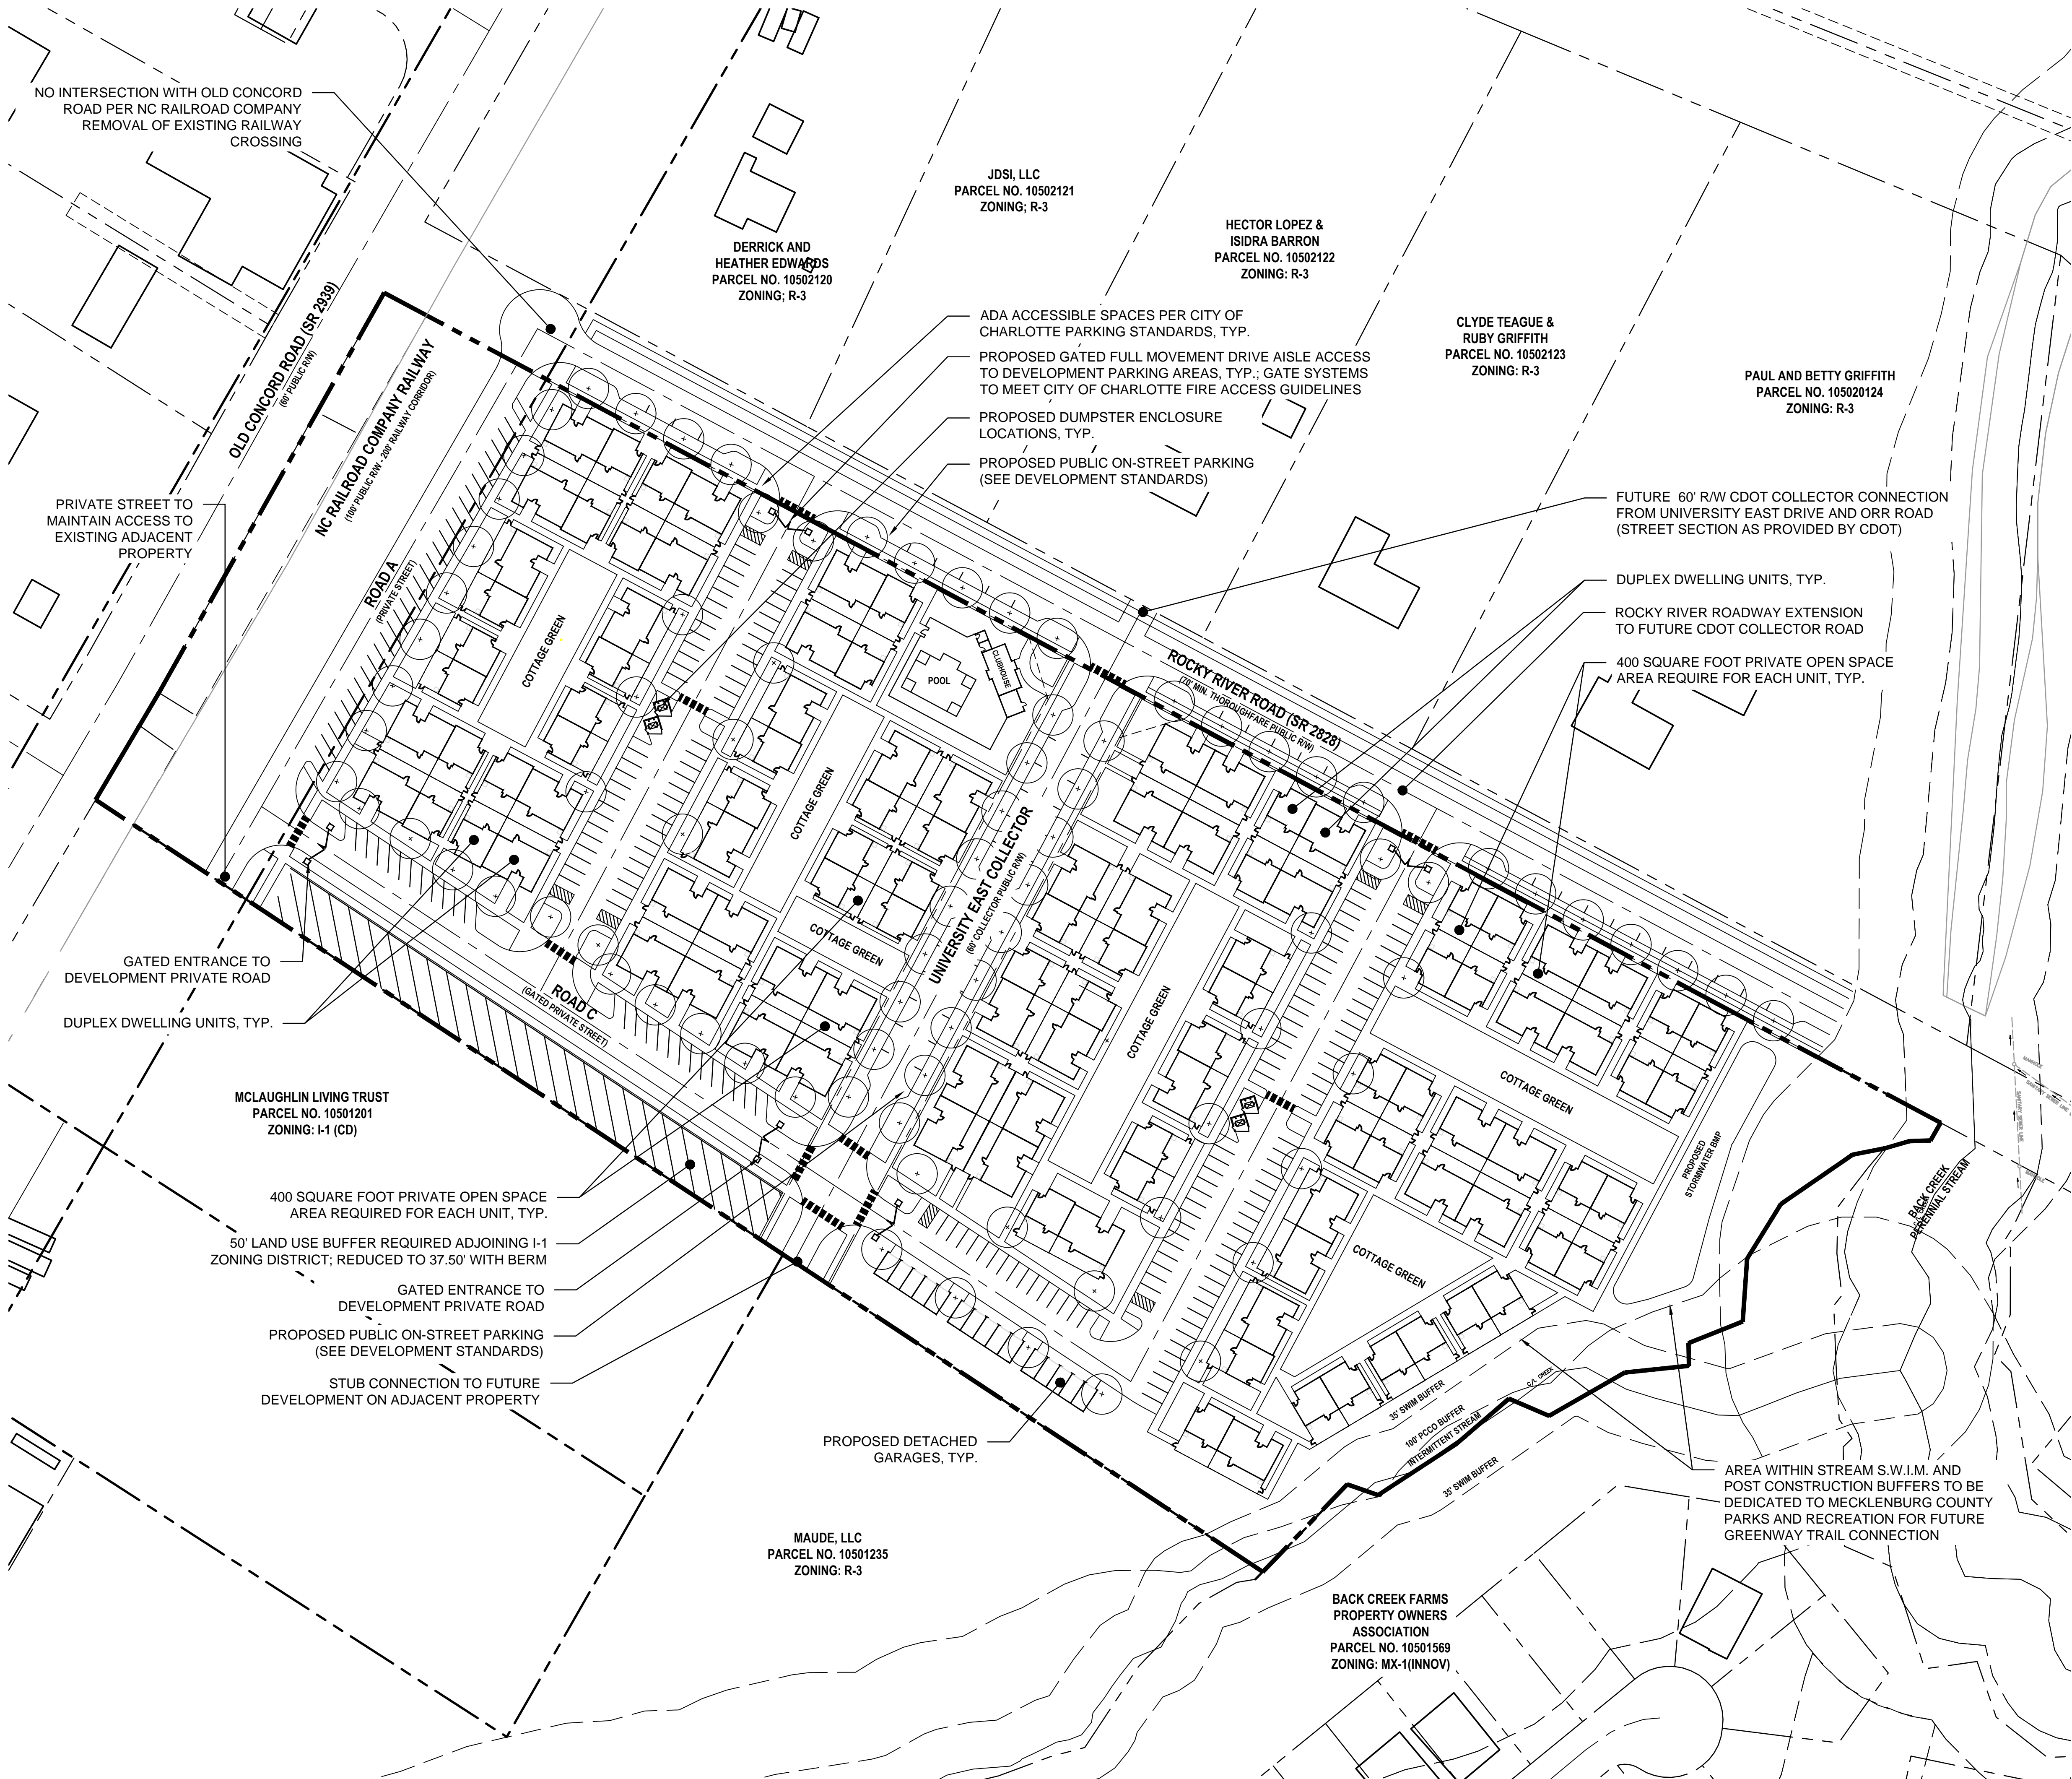 NO INTERSECTION WITH OLD CONCORD
ROAD PER NC RAILROAD COMPANY
REMOVAL OF EXISTING RAILWAY
CROSSING
JDSI, LLC
PARCEL NO. 10502121
ZONING; R-3
DERRICK AND
HEATHER EDWARDS
PARCEL NO. 10502120
ZONING; R-3
HECTOR LOPEZ &
ISIDRA BARRON
PARCEL NO. 10502122
ZONING: R-3
CLYDE TEAGUE &
RUBY GRIFFITH
PARCEL NO. 10502123
ZONING: R-3
PAUL AND BETTY GRIFFITH
PARCEL NO. 105020124
ZONING: R-3
ADA ACCESSIBLE SPACES PER CITY OF
CHARLOTTE PARKING STANDARDS, TYP.
PROPOSED GATED FULL MOVEMENT DRIVE AISLE ACCESS
TO DEVELOPMENT PARKING AREAS, TYP.; GATE SYSTEMS
TO MEET CITY OF CHARLOTTE FIRE ACCESS GUIDELINES
PROPOSED DUMPSTER ENCLOSURE
LOCATIONS, TYP.
PROPOSED PUBLIC ON-STREET PARKING
(SEE DEVELOPMENT STANDARDS)
OLD CONCORD ROAD (SR 2939)
(60' PUBLIC R/W)
NC RAILROAD COMPANY RAILWAY
(100' PUBLIC R/W - 200' RAILWAY CORRIDOR)
PRIVATE STREET TO
MAINTAIN ACCESS TO
EXISTING ADJACENT
PROPERTY
ROAD A
(PRIVATE STREET)
FUTURE 60' R/W CDOT COLLECTOR CONNECTION
FROM UNIVERSITY EAST DRIVE AND ORR ROAD
(STREET SECTION AS PROVIDED BY CDOT)
DUPLEX DWELLING UNITS, TYP.
ROCKY RIVER ROADWAY EXTENSION
TO FUTURE CDOT COLLECTOR ROAD
400 SQUARE FOOT PRIVATE OPEN SPACE
AREA REQUIRE FOR EACH UNIT, TYP.
COTTAGE GREEN
POOL
CLUBHOUSE
ROCKY RIVER ROAD (SR 2828)
(70' MIN. THOROUGHFARE PUBLIC R/W)
COTTAGE GREEN
UNIVERSITY EAST COLLECTOR
(60' COLLECTOR PUBLIC R/W)
COTTAGE GREEN
GATED ENTRANCE TO
DEVELOPMENT PRIVATE ROAD
ROAD C
(GATED PRIVATE STREET)
DUPLEX DWELLING UNITS, TYP.
COTTAGE GREEN
COTTAGE GREEN
PROPOSED
STORMWATER BMP
BACK CREEK
PERENNIAL STREAM
SANITARY SEWER LINE
MCLAUGHLIN LIVING TRUST
PARCEL NO. 10501201
ZONING: I-1 (CD)
400 SQUARE FOOT PRIVATE OPEN SPACE
AREA REQUIRED FOR EACH UNIT, TYP.
50' LAND USE BUFFER REQUIRED ADJOINING I-1
ZONING DISTRICT; REDUCED TO 37.50' WITH BERM
COTTAGE GREEN
GATED ENTRANCE TO
DEVELOPMENT PRIVATE ROAD
PROPOSED PUBLIC ON-STREET PARKING
(SEE DEVELOPMENT STANDARDS)
STUB CONNECTION TO FUTURE
DEVELOPMENT ON ADJACENT PROPERTY
C/L CREEK
35' SWIM BUFFER
100' PCCO BUFFER
INTERMITTENT STREAM
35' SWIM BUFFER
PROPOSED DETACHED
GARAGES, TYP.
AREA WITHIN STREAM S.W.I.M. AND
POST CONSTRUCTION BUFFERS TO BE
DEDICATED TO MECKLENBURG COUNTY
PARKS AND RECREATION FOR FUTURE
GREENWAY TRAIL CONNECTION
MAUDE, LLC
PARCEL NO. 10501235
ZONING: R-3
BACK CREEK FARMS
PROPERTY OWNERS
ASSOCIATION
PARCEL NO. 10501569
ZONING: MX-1(INNOV)